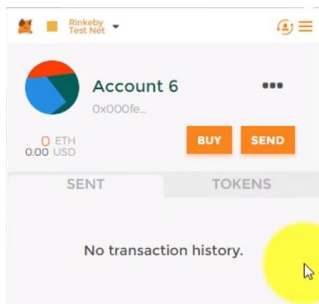 Rinkeby
Test Net
Account 6
0x000fe...
0 ETH
0.00 USD
BUY
SEND
SENT
TOKENS
No transaction history.